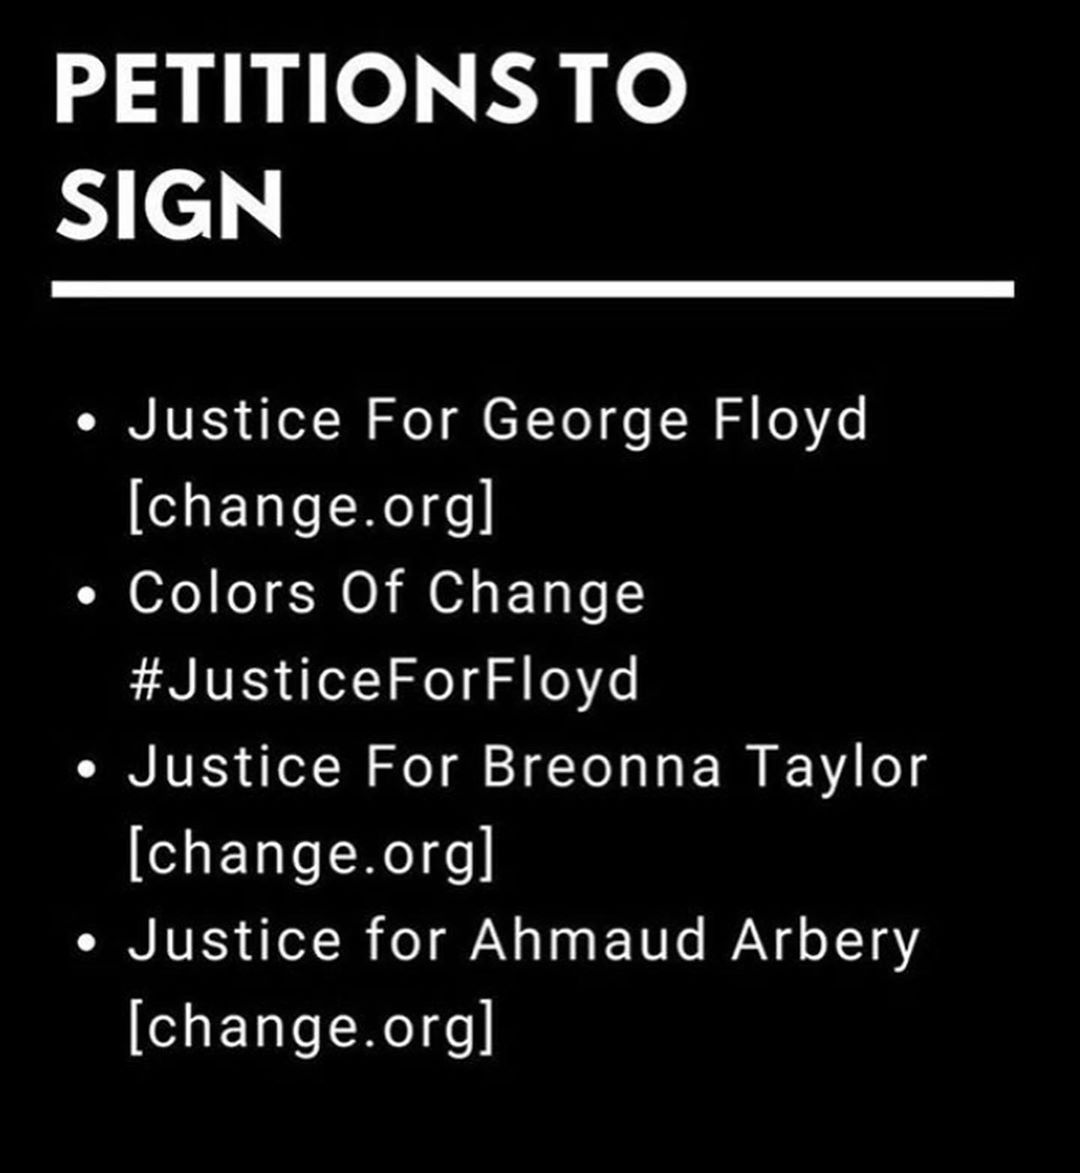 PETITIONS TO
SIGN
• Justice For George Floyd
[change.org]
• Colors Of Change
#JusticeForFloyd
• Justice For Breonna Taylor
[change.org]
• Justice for Ahmaud Arbery
[change.org]